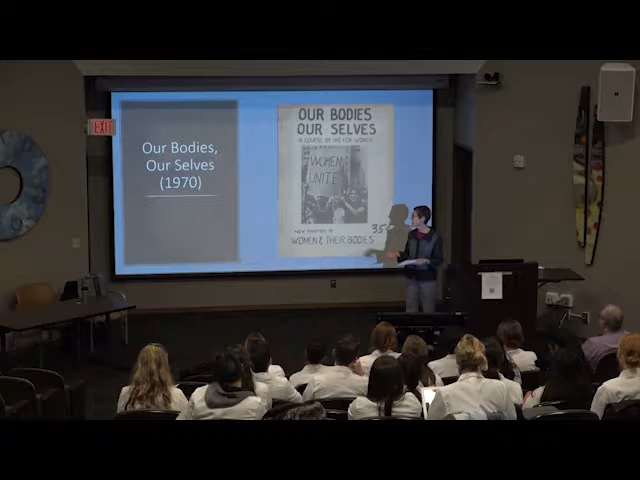 EXIT
Our Bodies,
Our Selves
(1970)
OUR BODIES
OUR SELVES
A COURSE BY AND FOR WOMEN
WOMEN
UNITE
35¢
WOMEN & THEIR BODIES